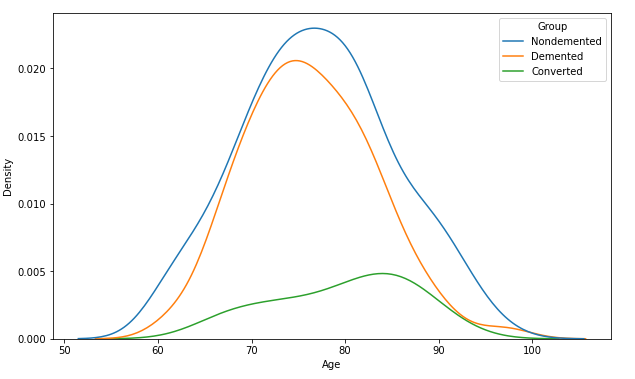 Group
Nondemented
Demented
Converted
0.020
0.015
0.010
0.005
0.000
Density
50 60 70 80 90 100
Age